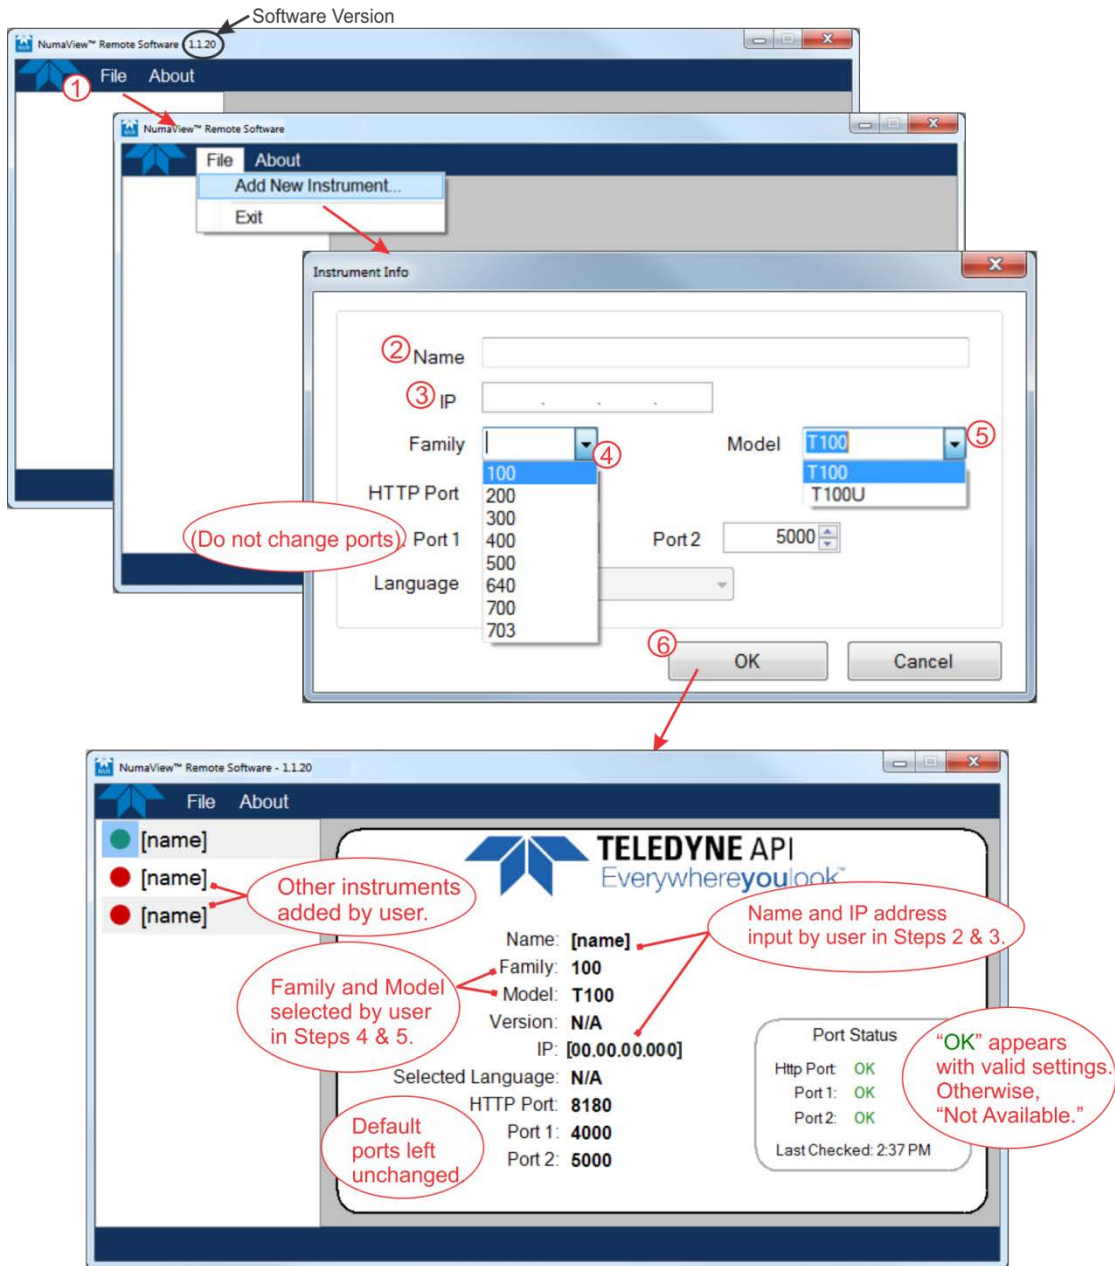 Software Version
NumaView™ Remote Software 1.1.20
File About
1
NumaView™ Remote Software
File About
Add New Instrument...
Exit
Instrument Info
2 Name
3 IP . . .
Family 4 Model T100 5
100
200
300
400
500
640
700
703
T100
T100U
HTTP Port
(Do not change ports). Port 1 Port 2 5000
Language
6 OK Cancel
NumaView™ Remote Software - 1.1.20
File About
[name]
[name]
[name]
Other instruments
added by user.
TELEDYNE API
Everywhereyoulook™
Name and IP address
input by user in Steps 2 & 3.
Family and Model
selected by user
in Steps 4 & 5.
Name: [name]
Family: 100
Model: T100
Version: N/A
IP: [00.00.00.000]
Selected Language: N/A
HTTP Port: 8180
Port 1: 4000
Port 2: 5000
Default
ports left
unchanged
Port Status
Http Port: OK
Port 1: OK
Port 2: OK
Last Checked: 2:37 PM
“OK” appears
with valid settings.
Otherwise,
“Not Available.”